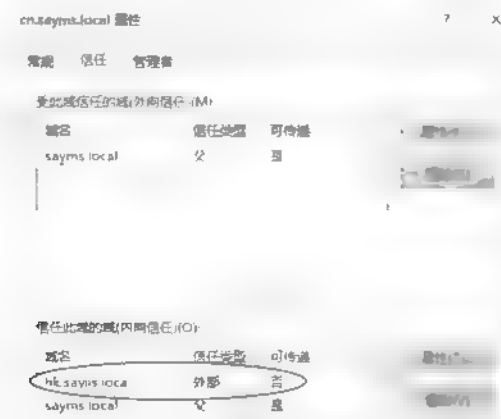 cn.sayms.local 属性 ? X
常规 信任 管理者
受此域信任的域(外向信任)(M):
域名 信任类型 可传递
sayms.local 父 是
信任此域的域(内向信任)(O):
域名 信任类型 可传递
hk.sayms.loca 外部 否
sayms.local 父 是